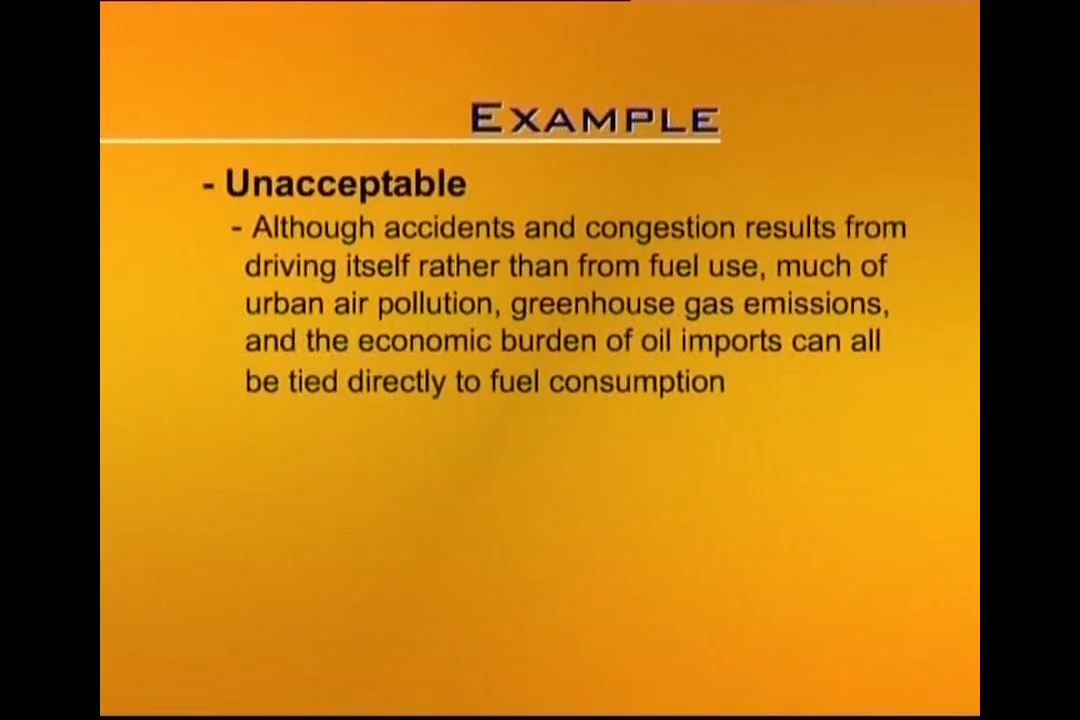 EXAMPLE
- Unacceptable
- Although accidents and congestion results from
driving itself rather than from fuel use, much of
urban air pollution, greenhouse gas emissions,
and the economic burden of oil imports can all
be tied directly to fuel consumption